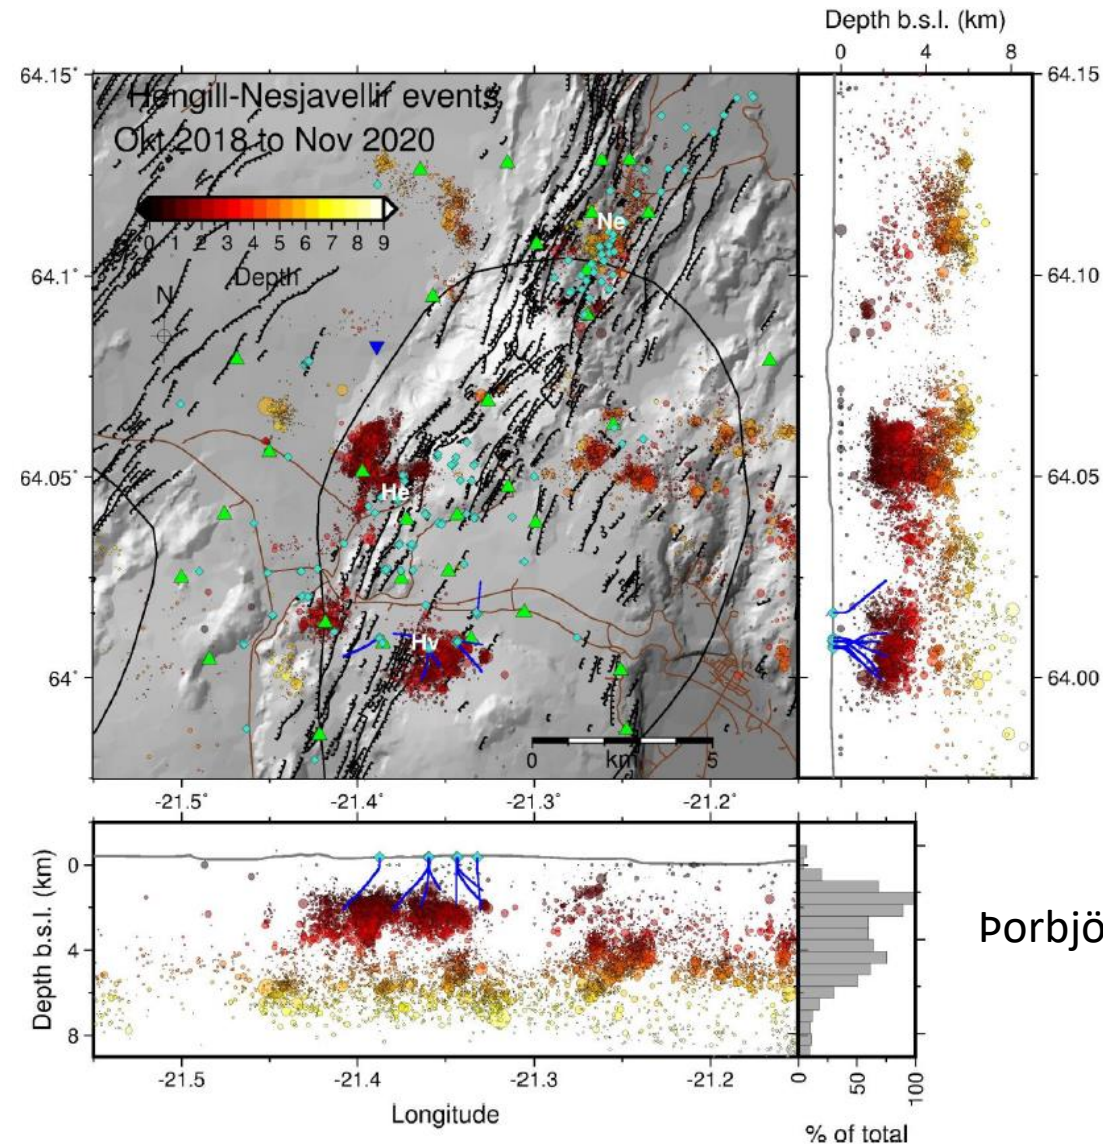 Depth b.s.l. (km)
0 4 8
64.15˚
Hengill-Nesjavellir events
Okt 2018 to Nov 2020
64.15
0 1 2 3 4 5 6 7 8 9
Depth
N
Ne
64.1˚
64.10
64.05˚
He
64.05
Hv
64˚
64.00
0 km 5
-21.5˚ -21.4˚ -21.3˚ -21.2˚
Depth b.s.l. (km)
0
4
8
Þorbjö
-21.5 -21.4 -21.3 -21.2
0 50 100
Longitude
% of total